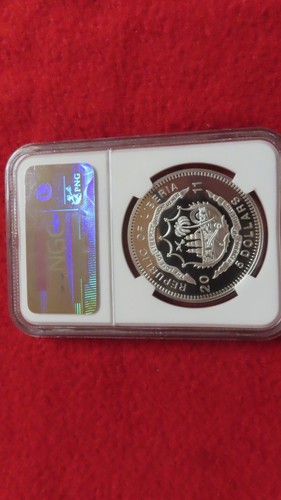 NGC
PNG
REPUBLIC OF LIBERIA
20 11
5 DOLLARS